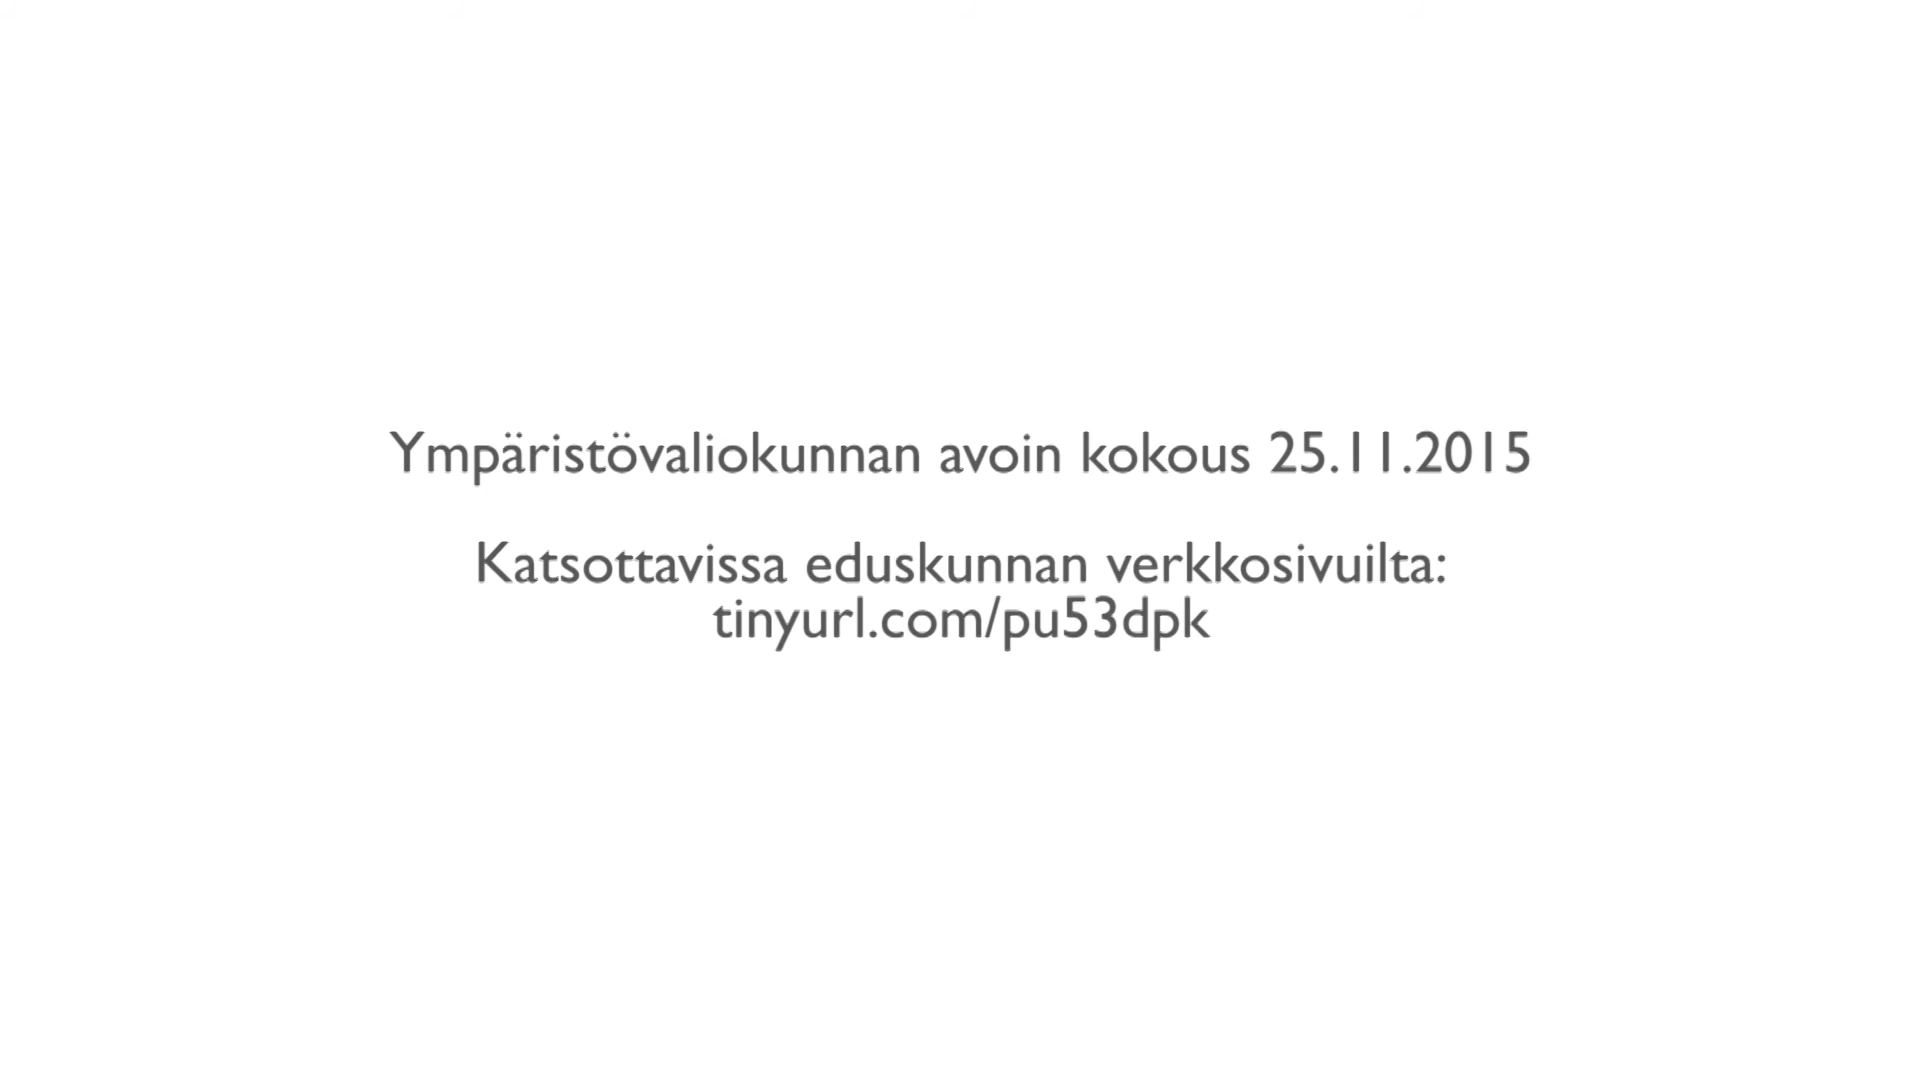 Ympäristövaliokunnan avoin kokous 25.11.2015
Katsottavissa eduskunnan verkkosivuilta:
tinyurl.com/pu53dpk